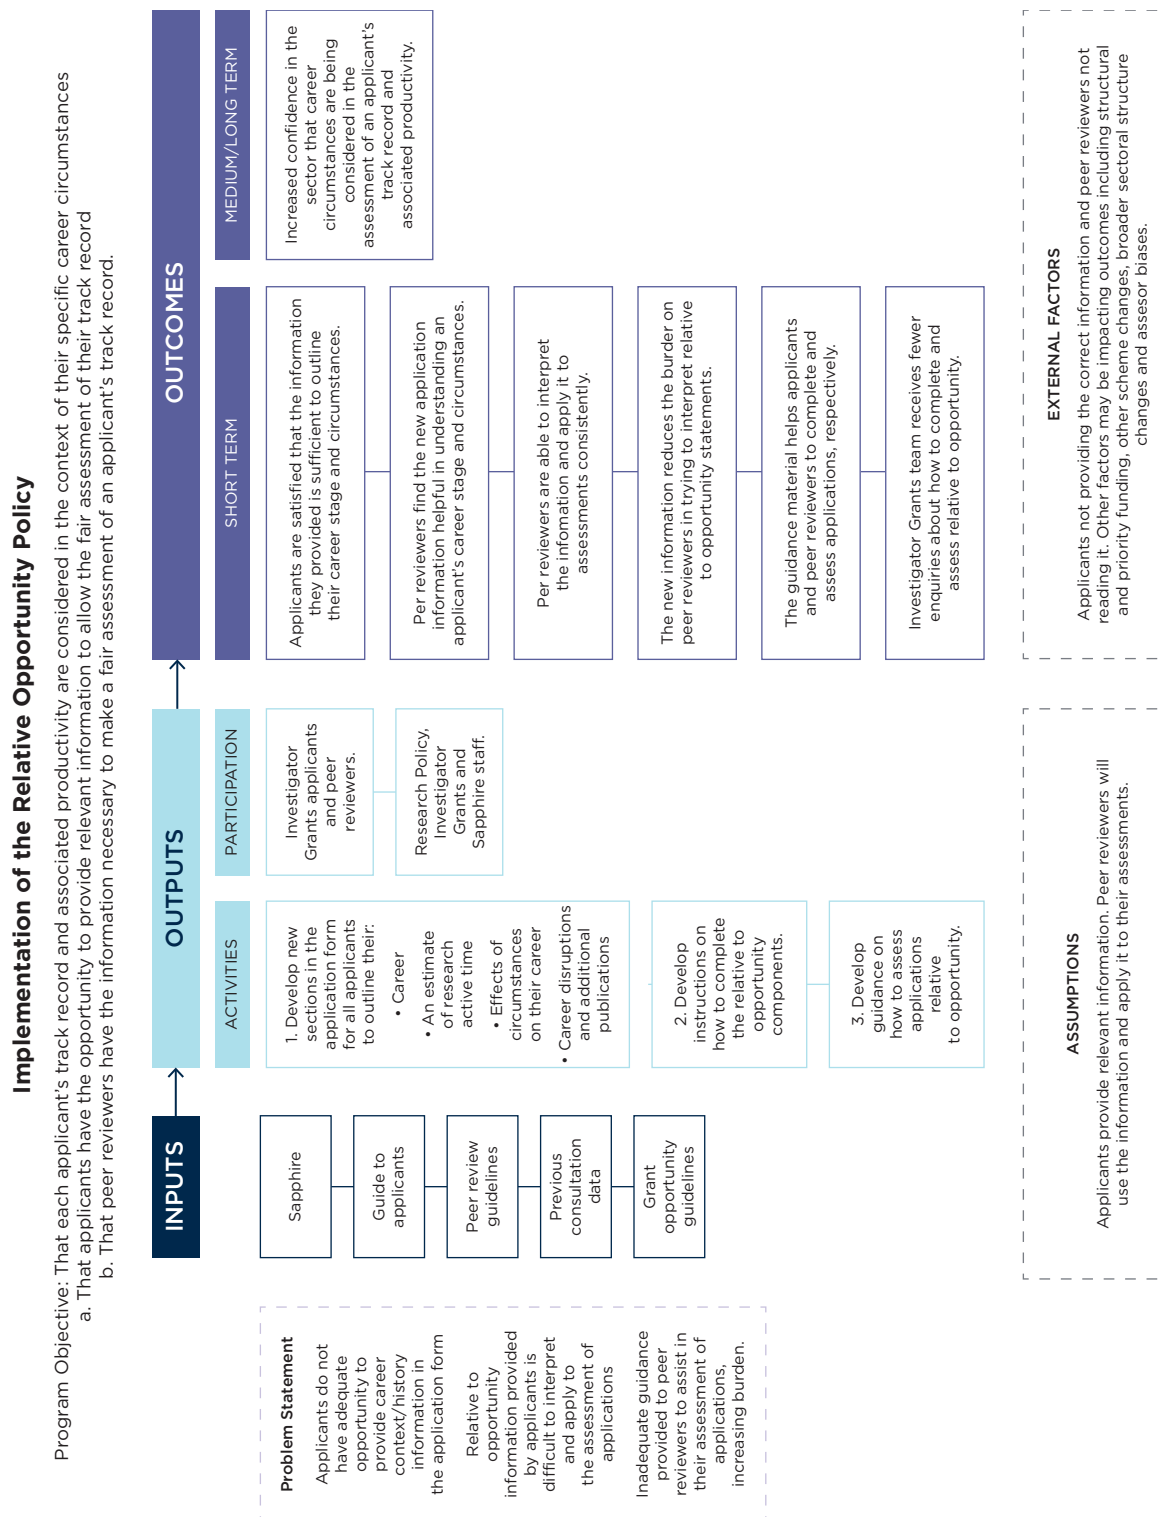 Implementation of the Relative Opportunity Policy
Program Objective: That each applicant's track record and associated productivity are considered in the context of their specific career circumstances
a. That applicants have the opportunity to provide relevant information to allow the fair assessment of their track record
b. That peer reviewers have the information necessary to make a fair assessment of an applicant's track record.
Problem Statement
Applicants do not
have adequate
opportunity to
provide career
context/history
information in
the application form
Relative to
opportunity
information provided
by applicants is
difficult to interpret
and apply to
the assessment of
applications
Inadequate guidance
provided to peer
reviewers to assist in
their assessment of
applications,
increasing burden.
INPUTS
Sapphire
Guide to
applicants
Peer review
guidelines
Previous
consultation
data
Grant
opportunity
guidelines
OUTPUTS
ACTIVITIES
1. Develop new
sections in the
application form
for all applicants
to outline their:
• Career
• An estimate
of research
active time
• Effects of
circumstances
on their career
• Career disruptions
and additional
publications
2. Develop
instructions on
how to complete
the relative to
opportunity
components.
3. Develop
guidance on
how to assess
applications
relative
to opportunity.
PARTICIPATION
Investigator
Grants applicants
and peer
reviewers.
Research Policy,
Investigator
Grants and
Sapphire staff.
OUTCOMES
SHORT TERM
Applicants are satisfied that the information
they provided is sufficient to outline
their career stage and circumstances.
Per reviewers find the new application
information helpful in understanding an
applicant's career stage and circumstances.
Per reviewers are able to interpret
the infomation and apply it to
assessments consistently.
The new information reduces the burden on
peer reviewers in trying to interpret relative
to opportunity statements.
The guidance material helps applicants
and peer reviewers to complete and
assess applications, respectively.
Investigator Grants team receives fewer
enquiries about how to complete and
assess relative to opportunity.
MEDIUM/LONG TERM
Increased confidence in the
sector that career
circumstances are being
considered in the
assessment of an applicant's
track record and
associated productivity.
ASSUMPTIONS
Applicants provide relevant information. Peer reviewers will
use the information and apply it to their assessments.
EXTERNAL FACTORS
Applicants not providing the correct information and peer reviewers not
reading it. Other factors may be impacting outcomes including structural
and priority funding, other scheme changes, broader sectoral structure
changes and assessor biases.